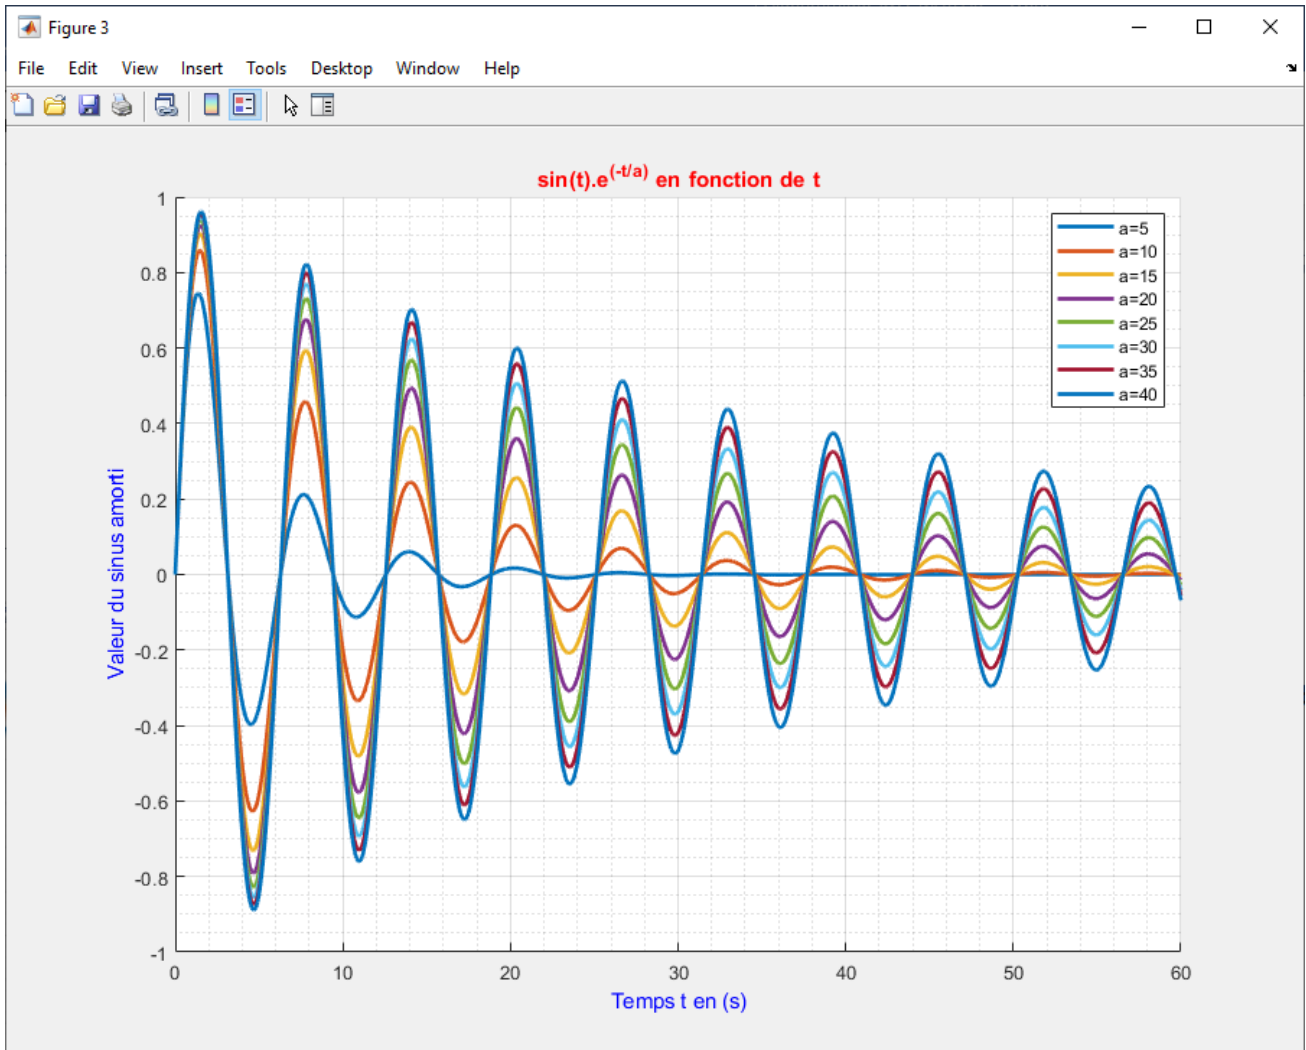 Figure 3
File Edit View Insert Tools Desktop Window Help
sin(t).e^(-t/a) en fonction de t
1
0.8
0.6
0.4
0.2
0
-0.2
-0.4
-0.6
-0.8
-1
Valeur du sinus amorti
a=5
a=10
a=15
a=20
a=25
a=30
a=35
a=40
0 10 20 30 40 50 60
Temps t en (s)